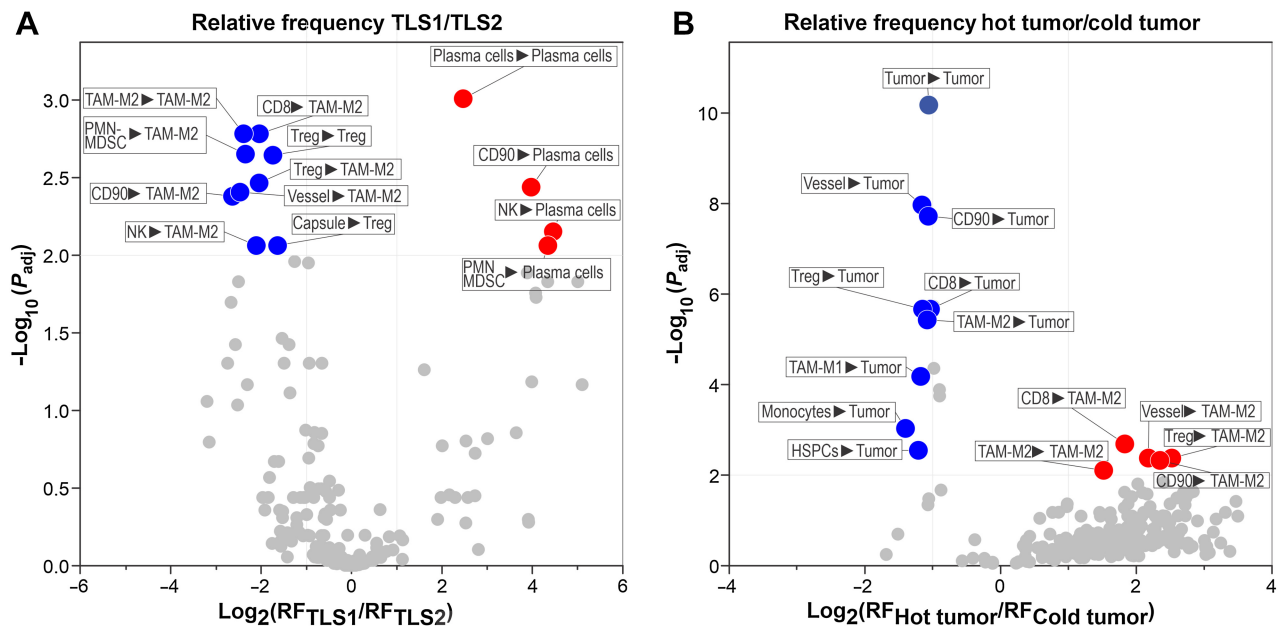 A
Relative frequency TLS1/TLS2
Plasma cells ▶ Plasma cells
TAM-M2 ▶ TAM-M2
CD8 ▶ TAM-M2
PMN-
MDSC ▶ TAM-M2
Treg ▶ Treg
CD90 ▶ Plasma cells
Treg ▶ TAM-M2
CD90 ▶ TAM-M2
Vessel ▶ TAM-M2
NK ▶ Plasma cells
NK ▶ TAM-M2
Capsule ▶ Treg
PMN
MDSC ▶ Plasma cells
3.0
2.5
2.0
1.5
1.0
0.5
0.0
-Log10 (Padj)
−6 −4 −2 0 2 4 6
Log2(RFTLS1/RFTLS2)
B
Relative frequency hot tumor/cold tumor
Tumor ▶ Tumor
Vessel ▶ Tumor
CD90 ▶ Tumor
Treg ▶ Tumor
CD8 ▶ Tumor
TAM-M2 ▶ Tumor
TAM-M1 ▶ Tumor
CD8 ▶ TAM-M2
Monocytes ▶ Tumor
Vessel ▶ TAM-M2
HSPCs ▶ Tumor
TAM-M2 ▶ TAM-M2
Treg ▶ TAM-M2
CD90 ▶ TAM-M2
10
8
6
4
2
0
-Log10 (Padj)
−4 −2 0 2 4
Log2(RFHot tumor/RFCold tumor)